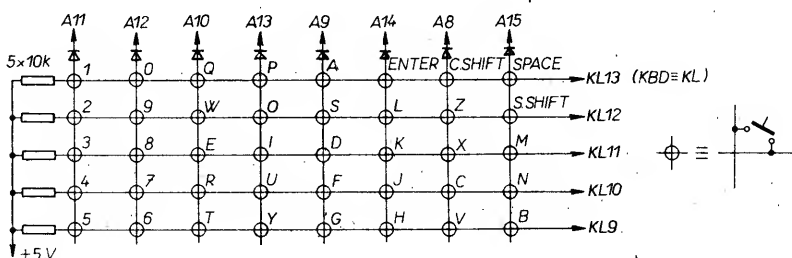 A11 A12 A10 A13 A9 A14 A8 A15
5×10k 1 0 Q P A ENTER C.SHIFT SPACE KL13 (KBD≡KL)
2 9 W O S L Z S.SHIFT KL12
3 8 E I D K X M KL11 ≡
4 7 R U F J C N KL10
5 6 T Y G H V B KL9
+5V